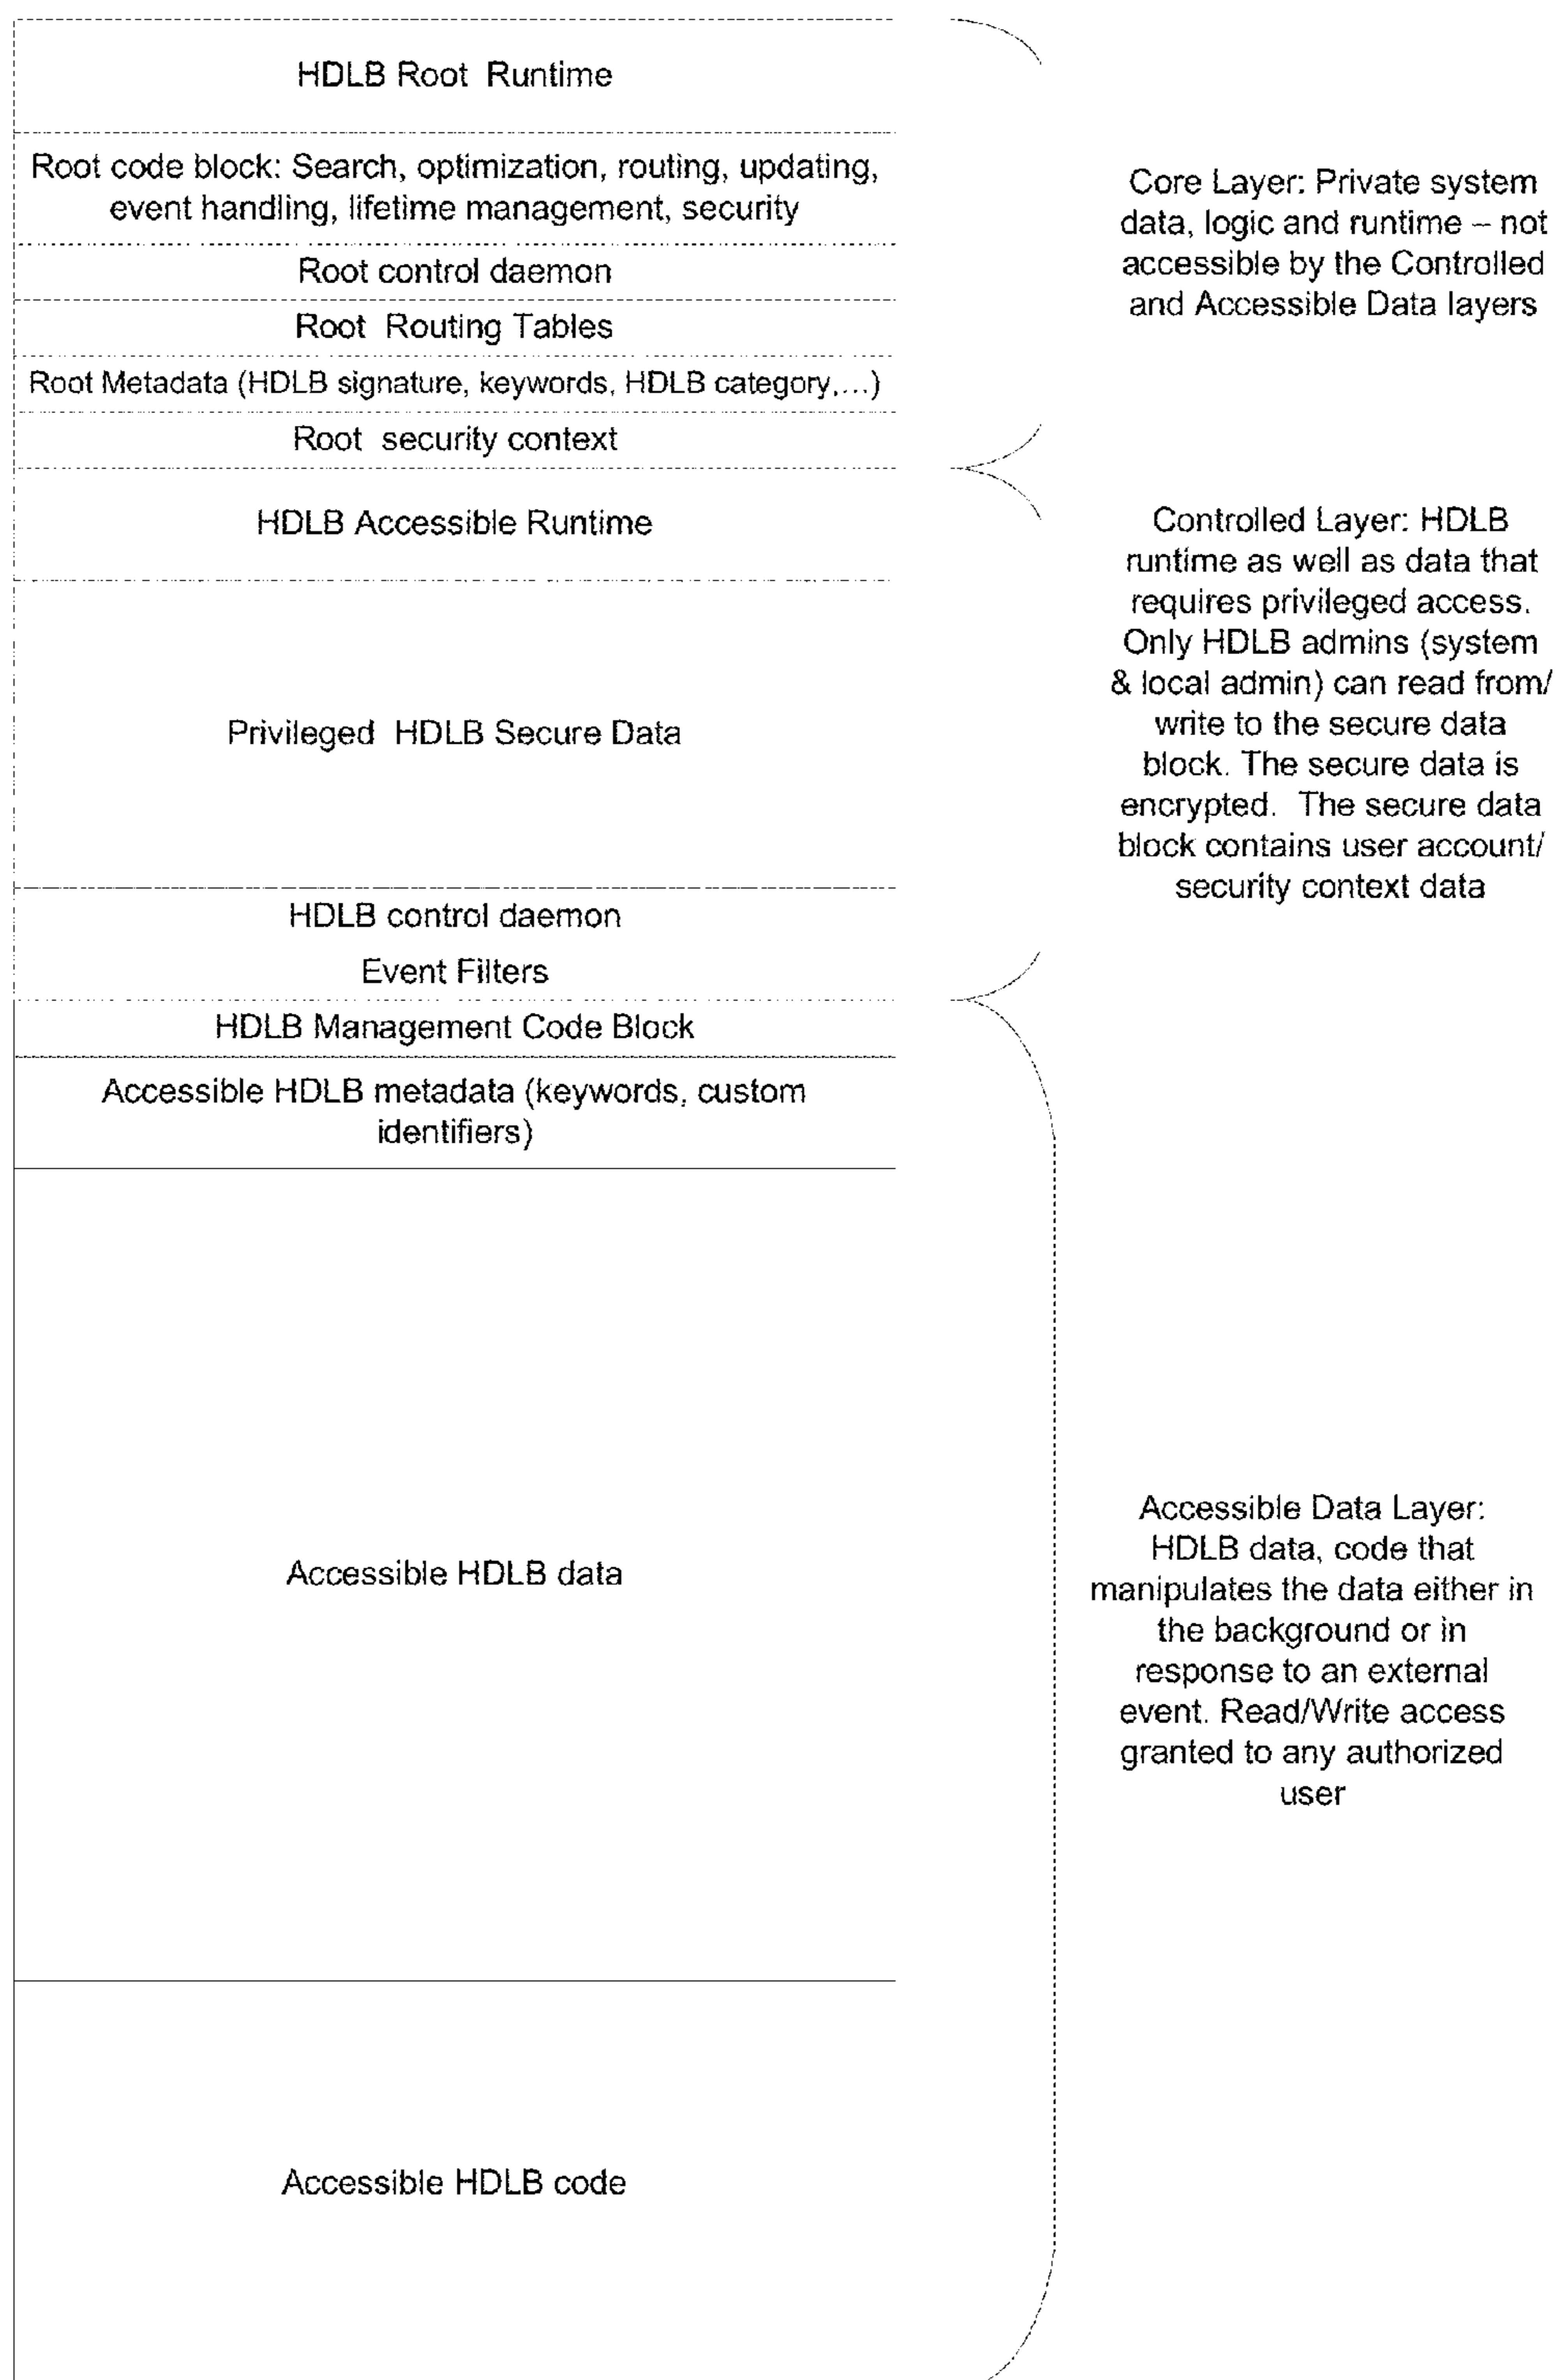 HDLB Root Runtime
Root code block: Search, optimization, routing, updating,
event handling, lifetime management, security
Root control daemon
Root Routing Tables
Root Metadata (HDLB signature, keywords, HDLB category,...)
Root security context
Core Layer: Private system
data, logic and runtime – not
accessible by the Controlled
and Accessible Data layers
HDLB Accessible Runtime
Privileged HDLB Secure Data
HDLB control daemon
Event Filters
Controlled Layer: HDLB
runtime as well as data that
requires privileged access.
Only HDLB admins (system
& local admin) can read from/
write to the secure data
block. The secure data is
encrypted. The secure data
block contains user account/
security context data
HDLB Management Code Block
Accessible HDLB metadata (keywords, custom
identifiers)
Accessible HDLB data
Accessible HDLB code
Accessible Data Layer:
HDLB data, code that
manipulates the data either in
the background or in
response to an external
event. Read/Write access
granted to any authorized
user